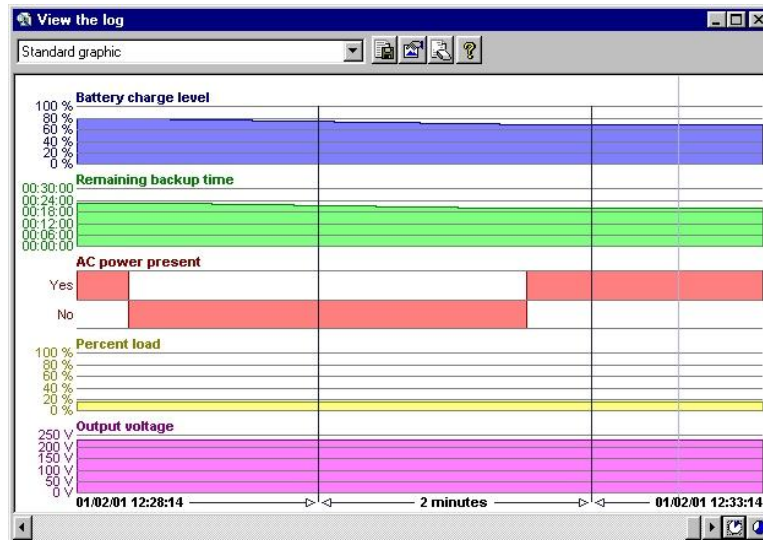 View the log
Standard graphic
Battery charge level
100 %
80 %
60 %
40 %
20 %
0 %
Remaining backup time
00:30:00
00:24:00
00:18:00
00:12:00
00:06:00
00:00:00
AC power present
Yes
No
Percent load
100 %
80 %
60 %
40 %
20 %
0 %
Output voltage
250 V
200 V
150 V
100 V
50 V
0 V
01/02/01 12:28:14 2 minutes 01/02/01 12:33:14